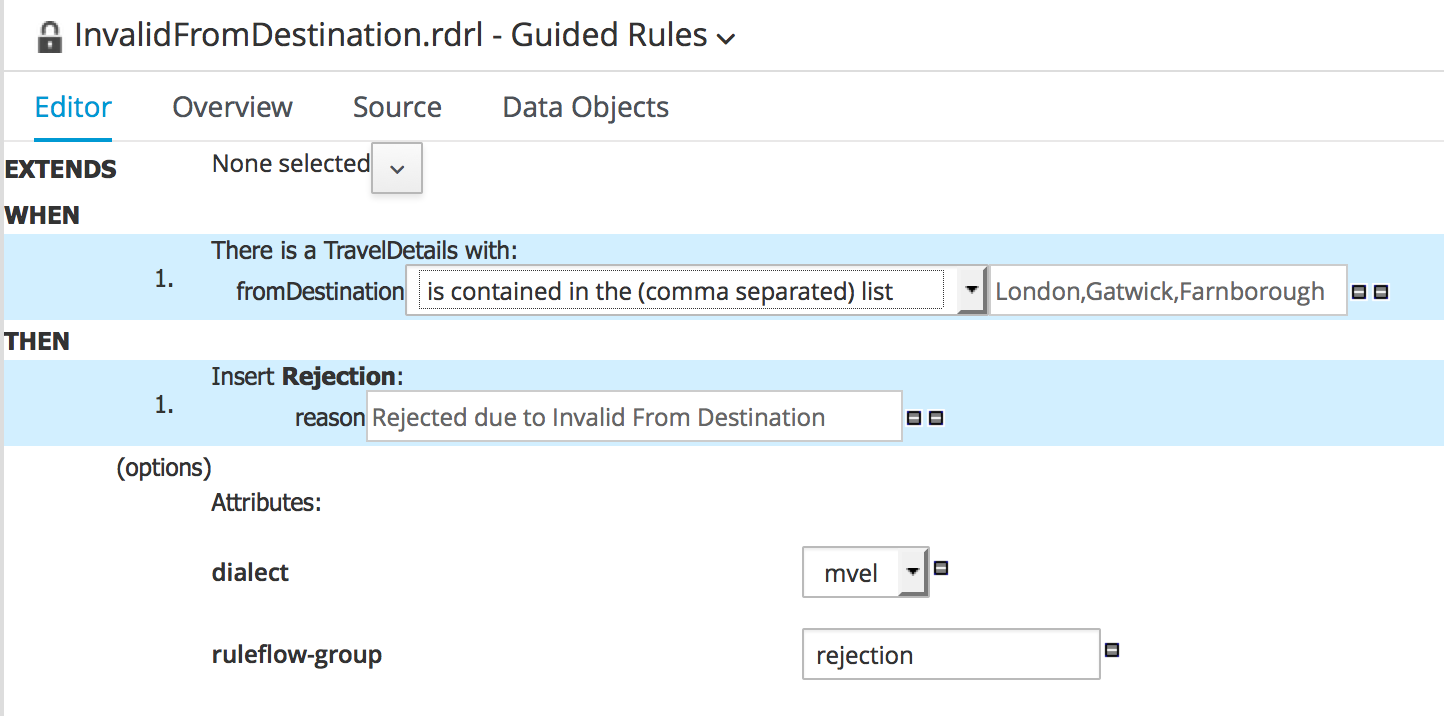 InvalidFromDestination.rdrl - Guided Rules
Editor Overview Source Data Objects
EXTENDS None selected
WHEN
There is a TravelDetails with:
1. fromDestination is contained in the (comma separated) list London,Gatwick,Farnborough
THEN
Insert Rejection:
1. reason Rejected due to Invalid From Destination
(options)
Attributes:
dialect mvel
ruleflow-group rejection